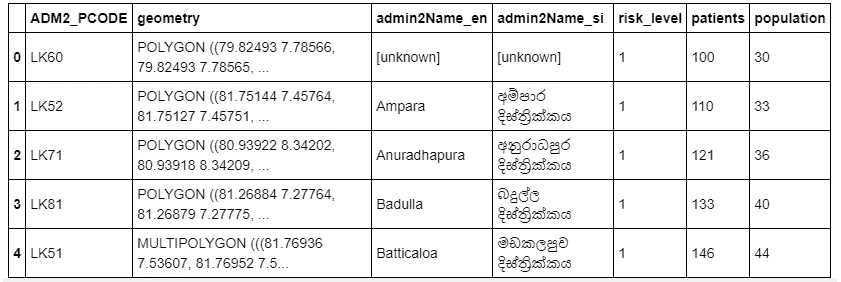 ADM2_PCODE geometry admin2Name_en admin2Name_si risk_level patients population
0 LK60 POLYGON ((79.82493 7.78566, 79.82493 7.78565, ... [unknown] [unknown] 1 100 30
1 LK52 POLYGON ((81.75144 7.45764, 81.75127 7.45751, ... Ampara අම්පාර දිස්ත්‍රික්කය 1 110 33
2 LK71 POLYGON ((80.93922 8.34202, 80.93918 8.34209, ... Anuradhapura අනුරාධපුර දිස්ත්‍රික්කය 1 121 36
3 LK81 POLYGON ((81.26884 7.27764, 81.26879 7.27775, ... Badulla බදුල්ල දිස්ත්‍රික්කය 1 133 40
4 LK51 MULTIPOLYGON (((81.76936 7.53607, 81.76952 7.5... Batticaloa මඩකලපුව දිස්ත්‍රික්කය 1 146 44